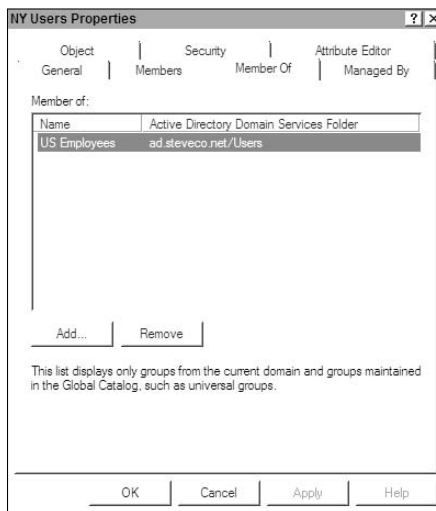 NY Users Properties
Object Security Attribute Editor
General Members Member Of Managed By
Member of:
Name Active Directory Domain Services Folder
US Employees ad.steveco.net/Users
Add... Remove
This list displays only groups from the current domain and groups maintained
in the Global Catalog, such as universal groups.
OK Cancel Apply Help